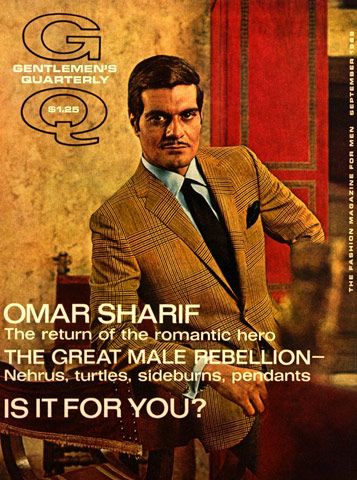 G
GENTLEMEN'S
QUARTERLY
$1.25
Q
THE FASHION MAGAZINE FOR MEN SEPTEMBER 1968
OMAR SHARIF
The return of the romantic hero
THE GREAT MALE REBELLION—
Nehrus, turtles, sideburns, pendants
IS IT FOR YOU?